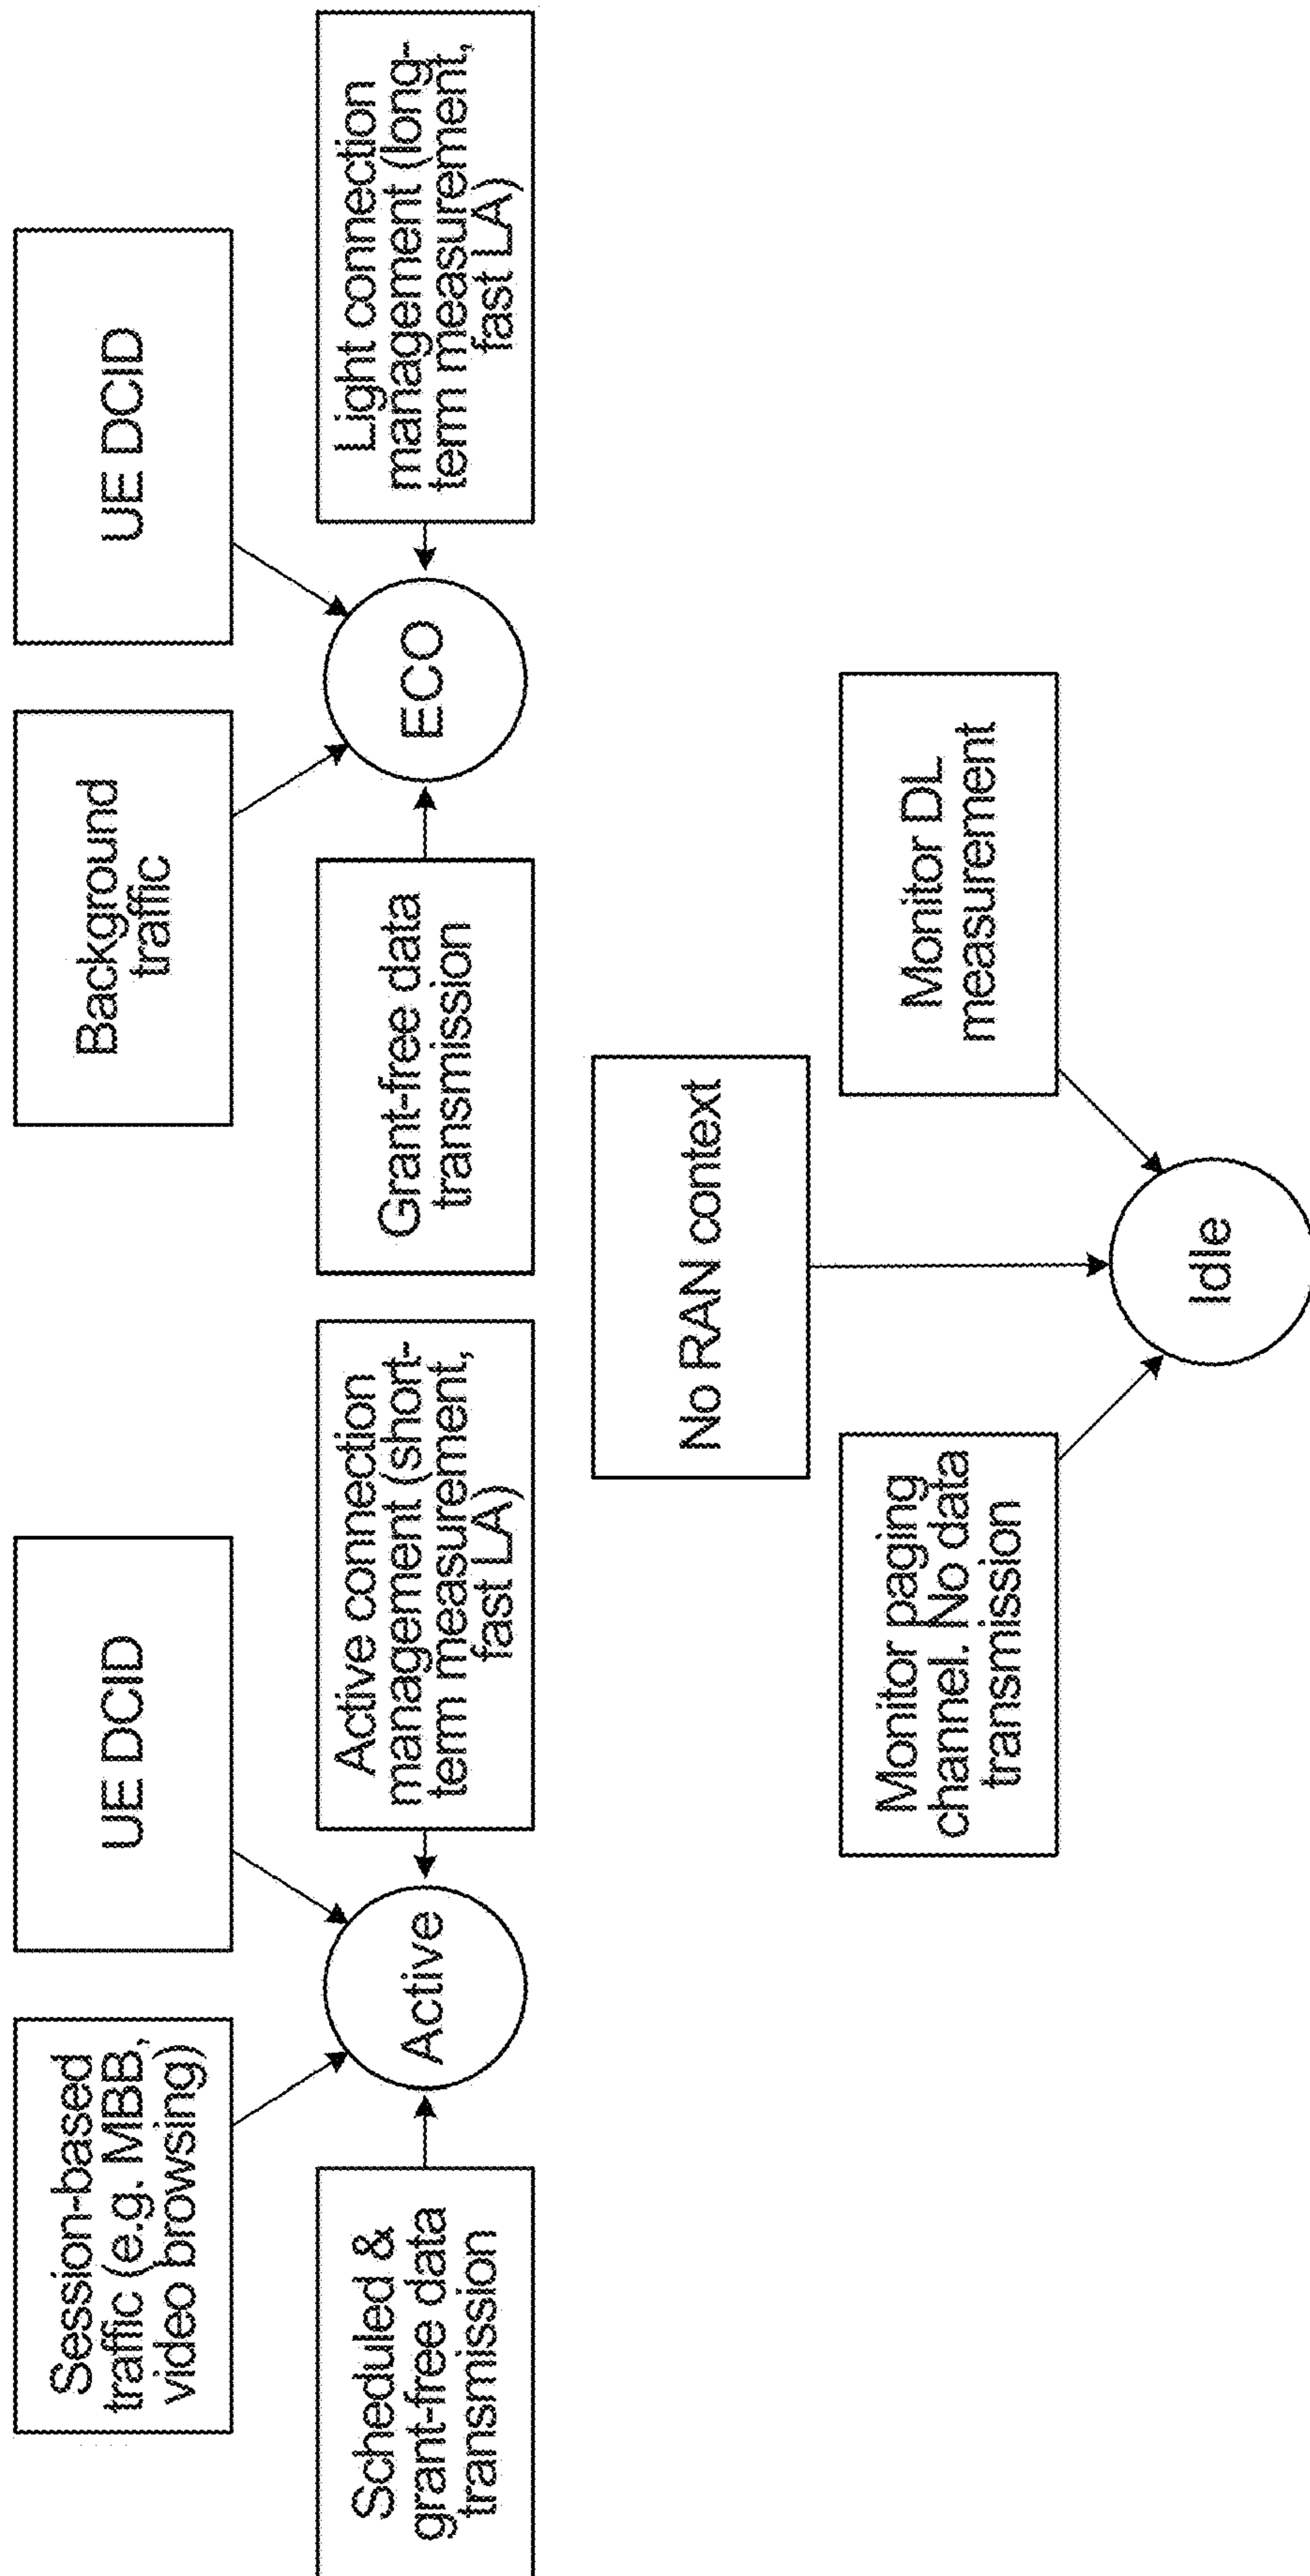 Session-based
traffic (e.g. MBB,
video browsing)
UE DCID
Scheduled &
grant-free data
transmission
Active
Active connection
management (short-
term measurement,
fast LA)
Background
traffic
UE DCID
Grant-free data
transmission
ECO
Light connection
management (long-
term measurement,
fast LA)
No RAN context
Monitor paging
channel. No data
transmission
Monitor DL
measurement
Idle